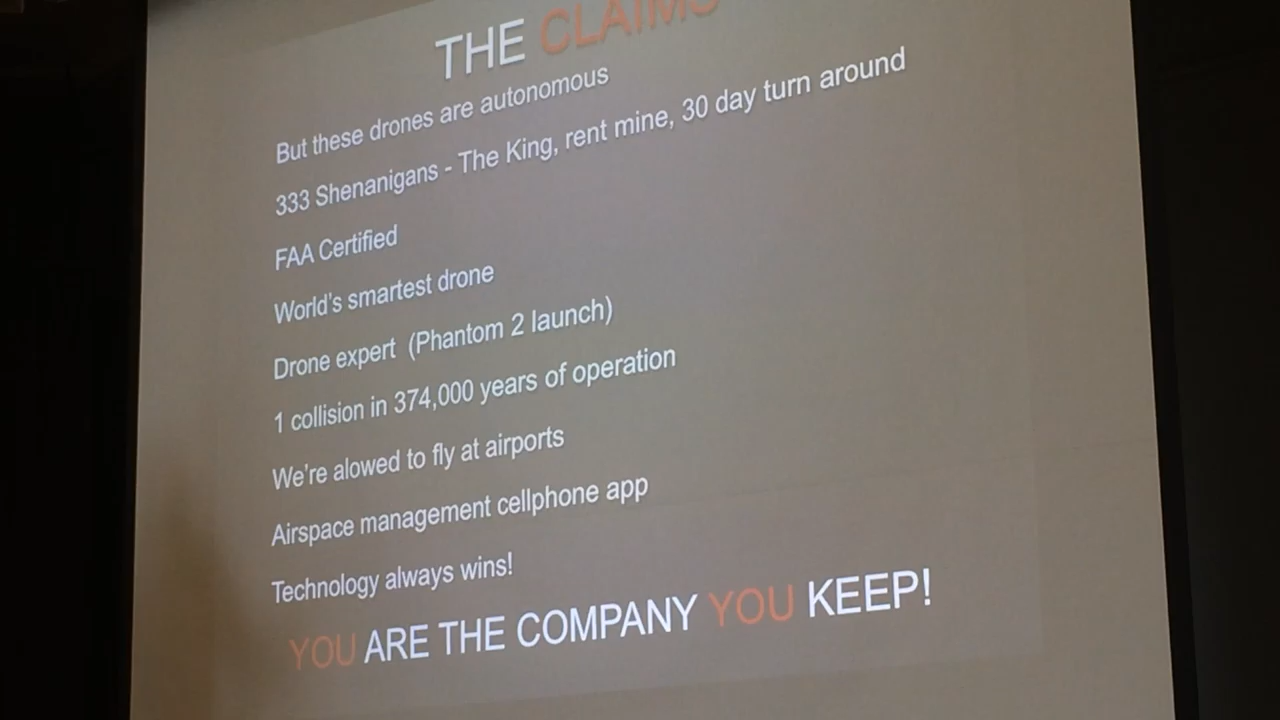 THE CLAIMS
But these drones are autonomous
333 Shenanigans - The King, rent mine, 30 day turn around
FAA Certified
World's smartest drone
Drone expert (Phantom 2 launch)
1 collision in 374,000 years of operation
We're alowed to fly at airports
Airspace management cellphone app
Technology always wins!
YOU ARE THE COMPANY YOU KEEP!